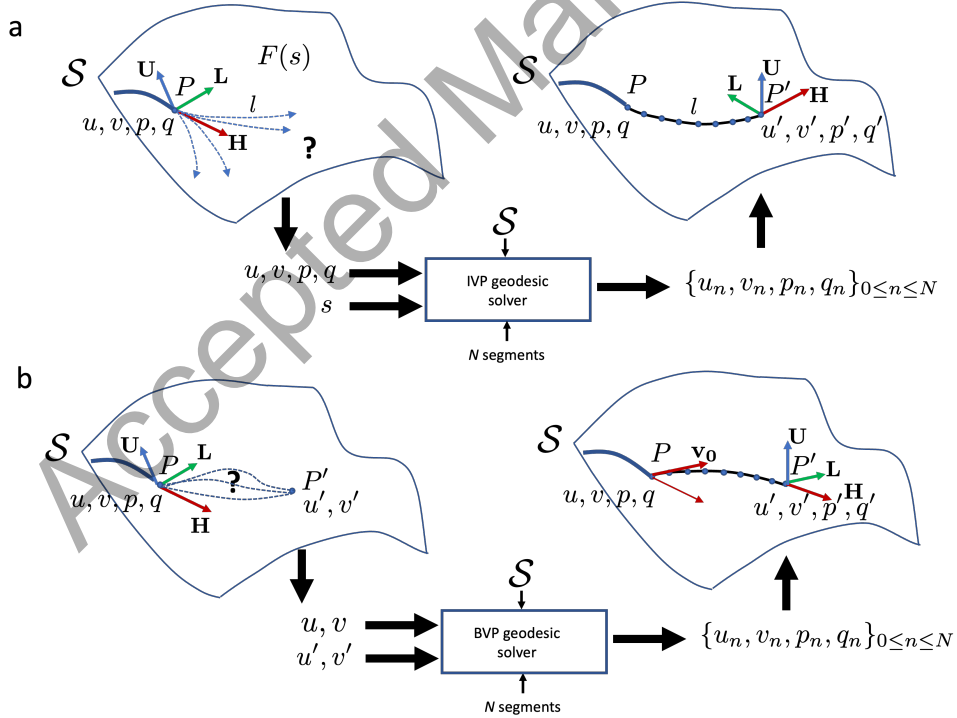 a
S
U
P
L
F(s)
l
u, v, p, q
H
?
S
P
l
U
L
P′
H
u, v, p, q
u′, v′, p′, q′
S
u, v, p, q
s
IVP geodesic
solver
{uₙ, vₙ, pₙ, qₙ}₀≤ₙ≤N
N segments
b
S
U
P
L
?
P′
u, v, p, q
u′, v′
H
S
P
v₀
U
P′
L
H
u, v, p, q
u′, v′, p′, q′
S
u, v
u′, v′
BVP geodesic
solver
{uₙ, vₙ, pₙ, qₙ}₀≤ₙ≤N
N segments
Accepted Ma